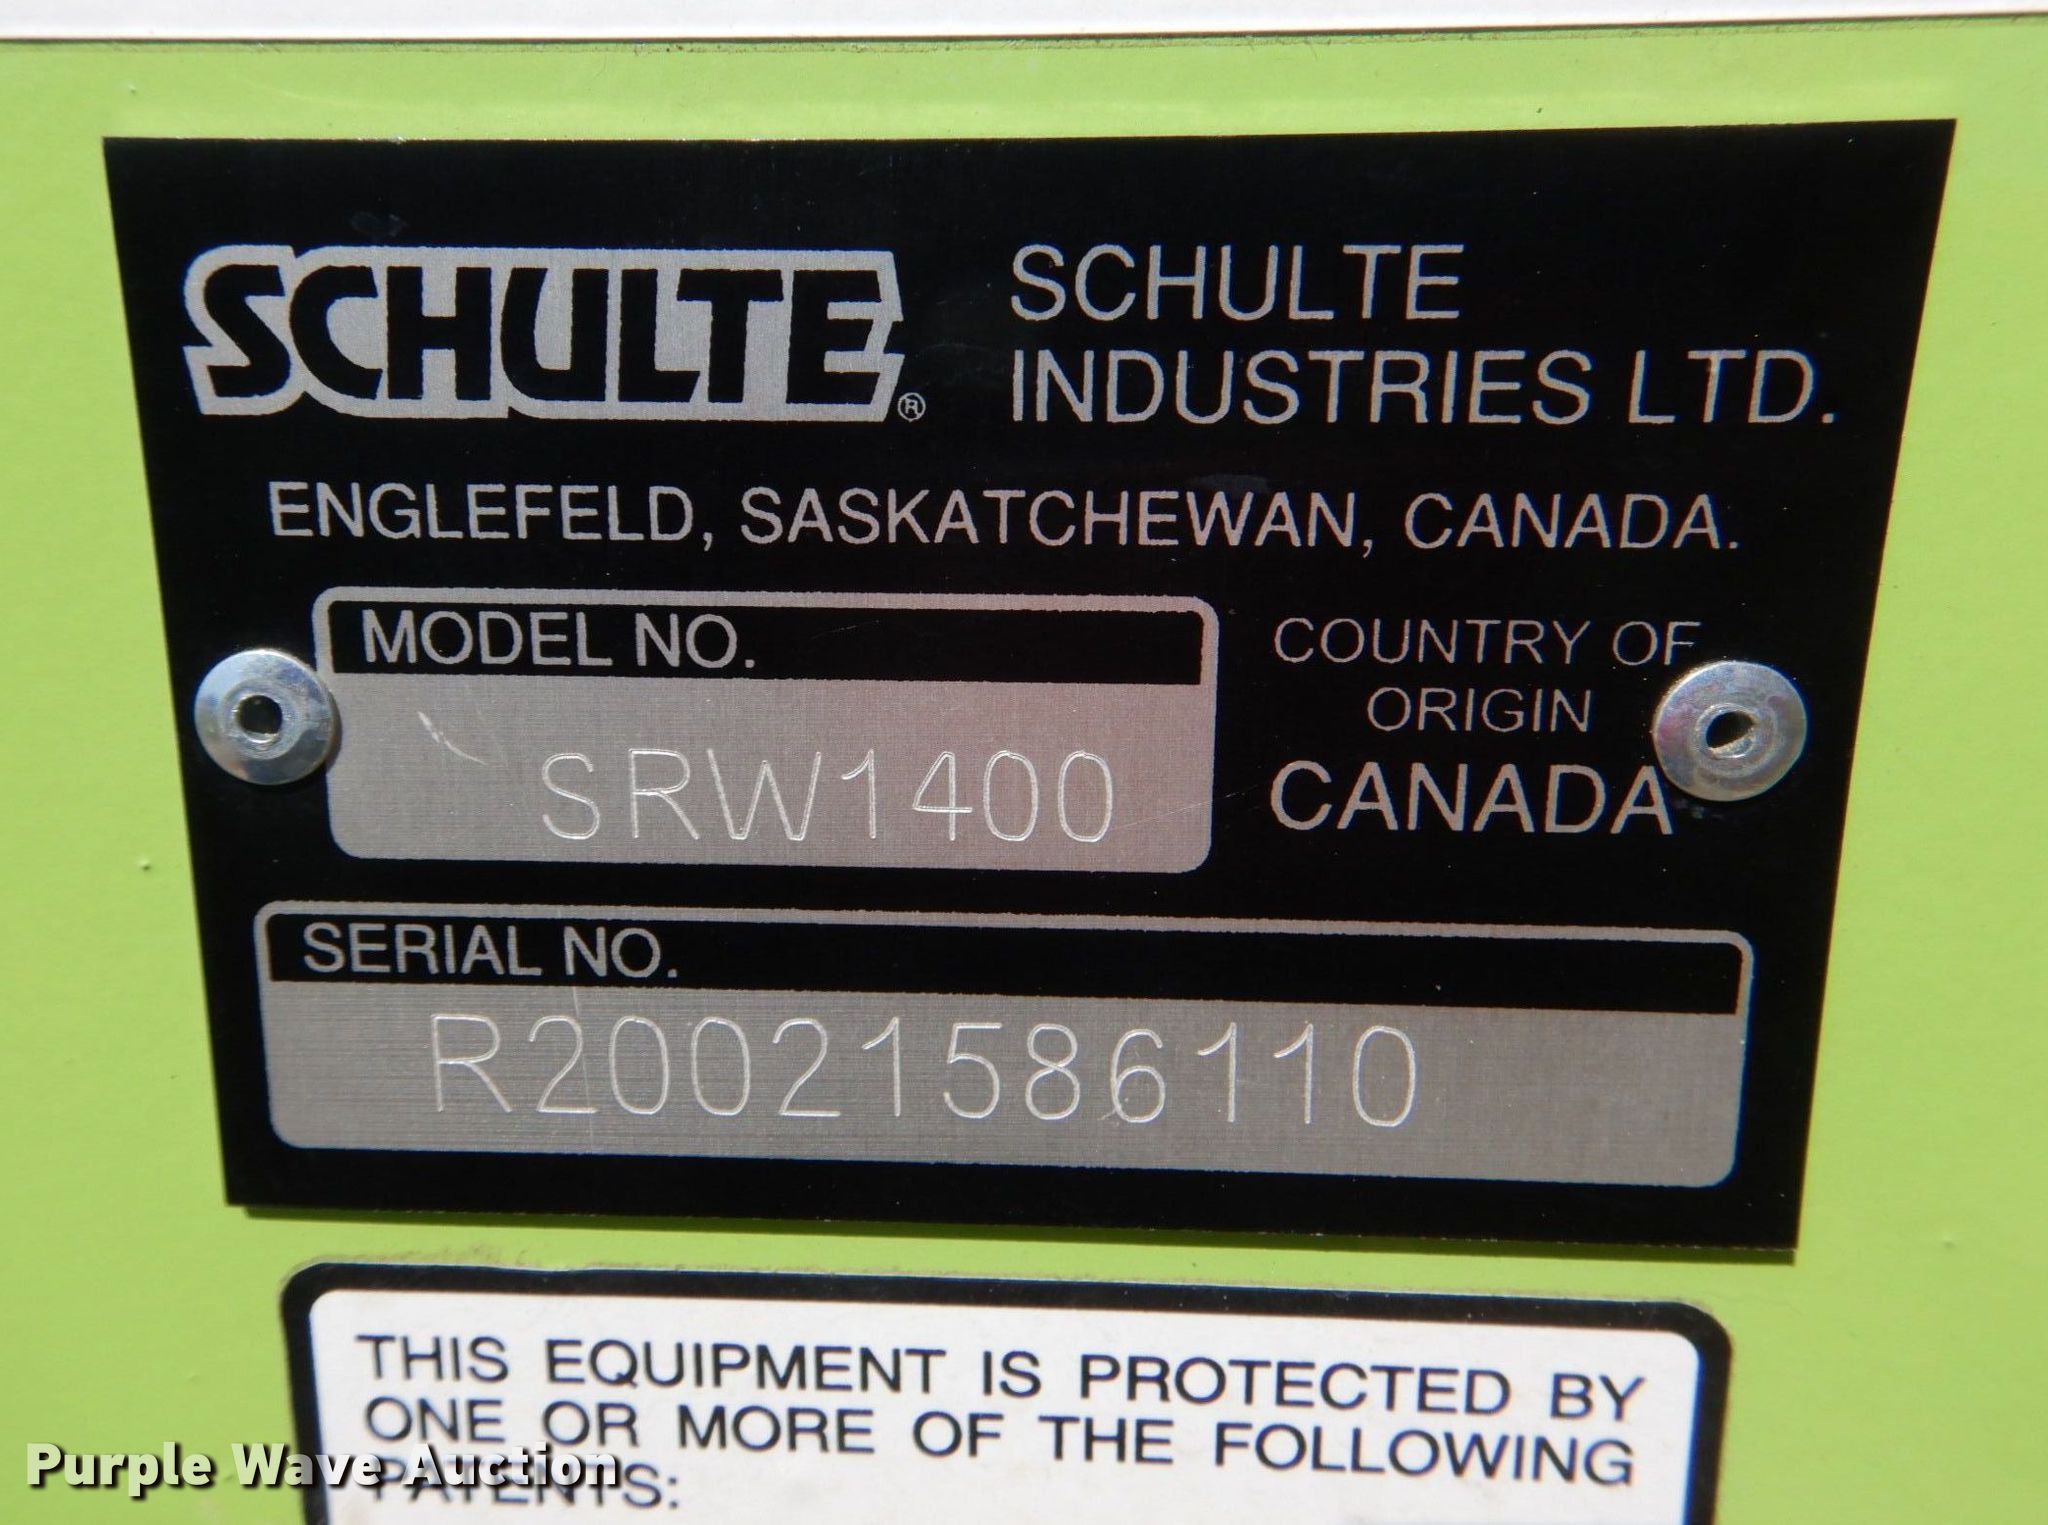 SCHULTE®
SCHULTE
INDUSTRIES LTD.
ENGLEFELD, SASKATCHEWAN, CANADA.
MODEL NO.
SRW1400
COUNTRY OF
ORIGIN
CANADA
SERIAL NO.
R20021586110
THIS EQUIPMENT IS PROTECTED BY
ONE OR MORE OF THE FOLLOWING
PATENTS:
Purple Wave Auction